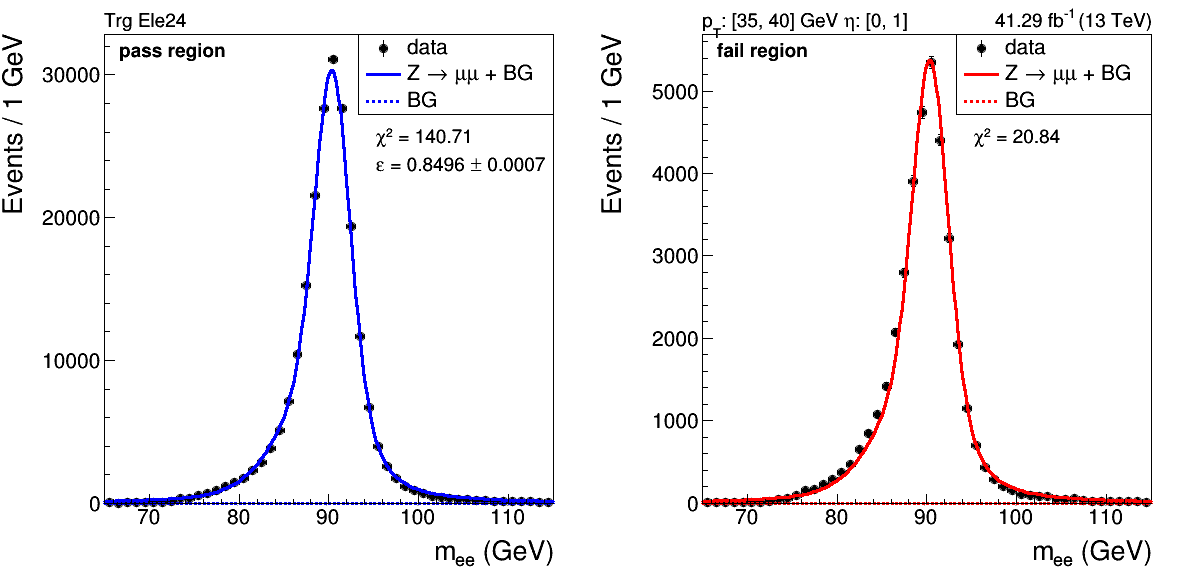 Trg Ele24
pass region
data
Z → μμ + BG
BG
χ² = 140.71
ε = 0.8496 ± 0.0007
Events / 1 GeV
30000
20000
10000
0
70 80 90 100 110
m_ee (GeV)
p_T: [35, 40] GeV η: [0, 1] 41.29 fb⁻¹ (13 TeV)
fail region
data
Z → μμ + BG
BG
χ² = 20.84
Events / 1 GeV
5000
4000
3000
2000
1000
0
70 80 90 100 110
m_ee (GeV)